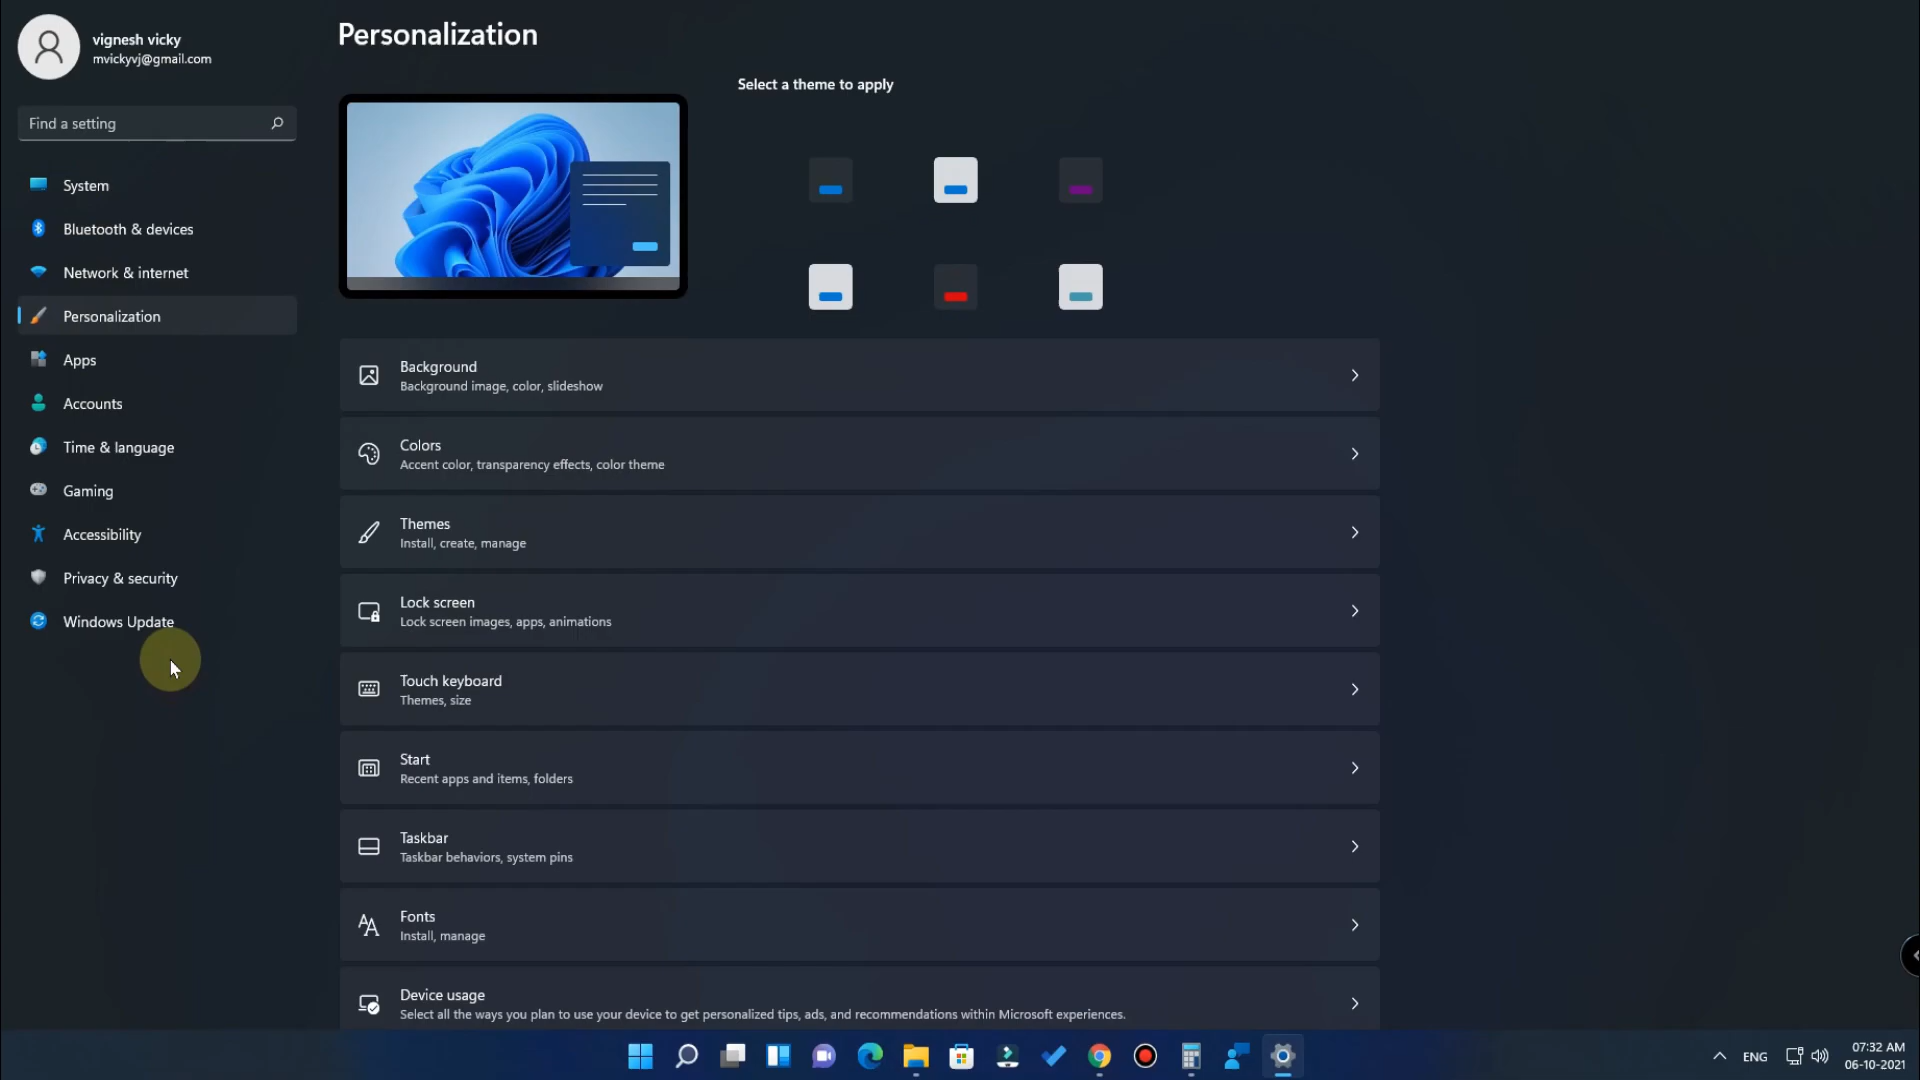 vignesh vicky
mvickyvj@gmail.com
Find a setting
System
Bluetooth & devices
Network & internet
Personalization
Apps
Accounts
Time & language
Gaming
Accessibility
Privacy & security
Windows Update
Personalization
Select a theme to apply
Background
Background image, color, slideshow
Colors
Accent color, transparency effects, color theme
Themes
Install, create, manage
Lock screen
Lock screen images, apps, animations
Touch keyboard
Themes, size
Start
Recent apps and items, folders
Taskbar
Taskbar behaviors, system pins
Fonts
Install, manage
Device usage
Select all the ways you plan to use your device to get personalized tips, ads, and recommendations within Microsoft experiences.
ENG
07:32 AM
06-10-2021